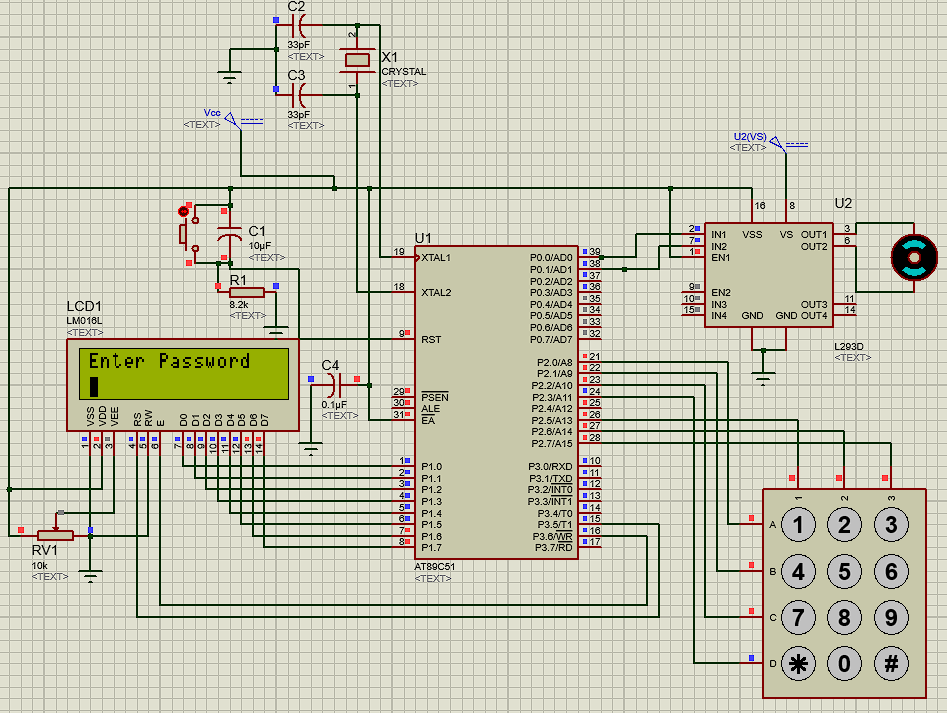 C2
33pF
<TEXT>
2
X1
CRYSTAL
<TEXT>
1
C3
33pF
<TEXT>
Vcc
<TEXT>
U2(VS)
<TEXT>
C1
10µF
<TEXT>
R1
8.2k
<TEXT>
C4
0.1µF
<TEXT>
LCD1
LM016L
<TEXT>
Enter Password
VSS
VDD
VEE
RS
RW
E
D0
D1
D2
D3
D4
D5
D6
D7
1
2
3
4
5
6
7
8
9
10
11
12
13
14
RV1
10k
<TEXT>
U1
19 XTAL1
18 XTAL2
9 RST
29 PSEN
30 ALE
31 EA
1 P1.0
2 P1.1
3 P1.2
4 P1.3
5 P1.4
6 P1.5
7 P1.6
8 P1.7
P0.0/AD0 39
P0.1/AD1 38
P0.2/AD2 37
P0.3/AD3 36
P0.4/AD4 35
P0.5/AD5 34
P0.6/AD6 33
P0.7/AD7 32
P2.0/A8 21
P2.1/A9 22
P2.2/A10 23
P2.3/A11 24
P2.4/A12 25
P2.5/A13 26
P2.6/A14 27
P2.7/A15 28
P3.0/RXD 10
P3.1/TXD 11
P3.2/INT0 12
P3.3/INT1 13
P3.4/T0 14
P3.5/T1 15
P3.6/WR 16
P3.7/RD 17
AT89C51
<TEXT>
U2
16
8
2 IN1
7 IN2
1 EN1
9 EN2
10 IN3
15 IN4
VSS
VS
OUT1 3
OUT2 6
OUT3 11
OUT4 14
GND
GND
L293D
<TEXT>
1
2
3
A 1 2 3
B 4 5 6
C 7 8 9
D * 0 #